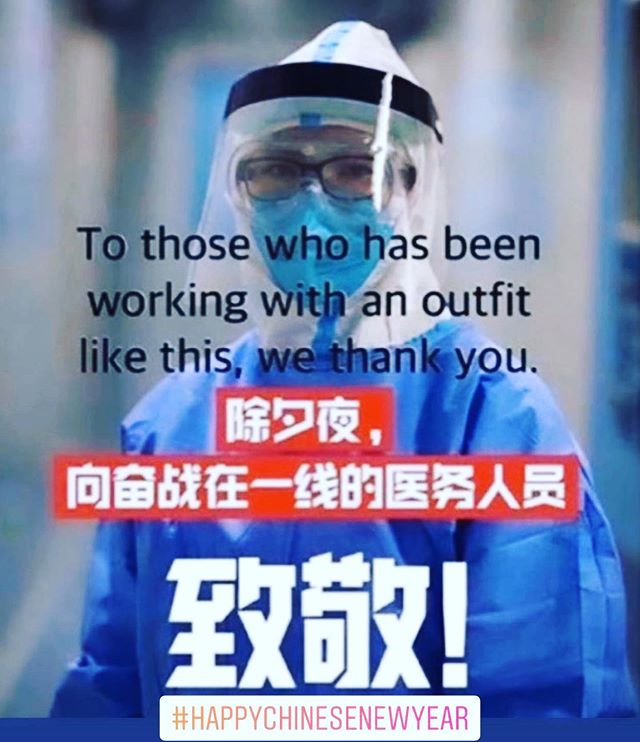 To those who has been
working with an outfit
like this, we thank you.
除夕夜，
向奋战在一线的医务人员
致敬！
#HAPPYCHINESENEWYEAR